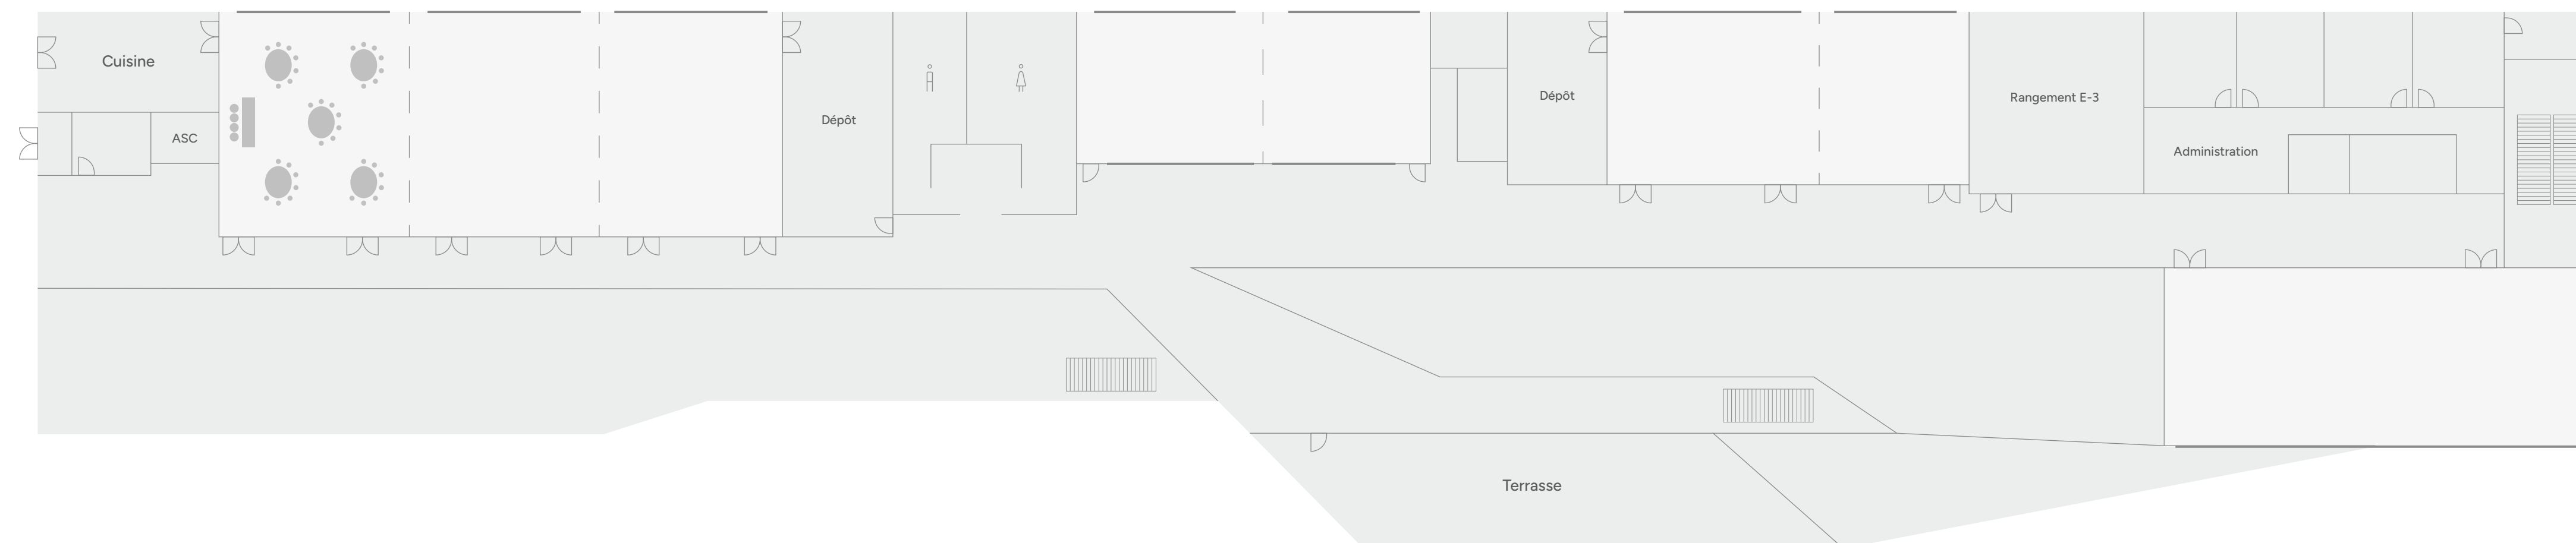 Cuisine
ASC
Dépôt
Dépôt
Rangement E-3
Administration
Terrasse